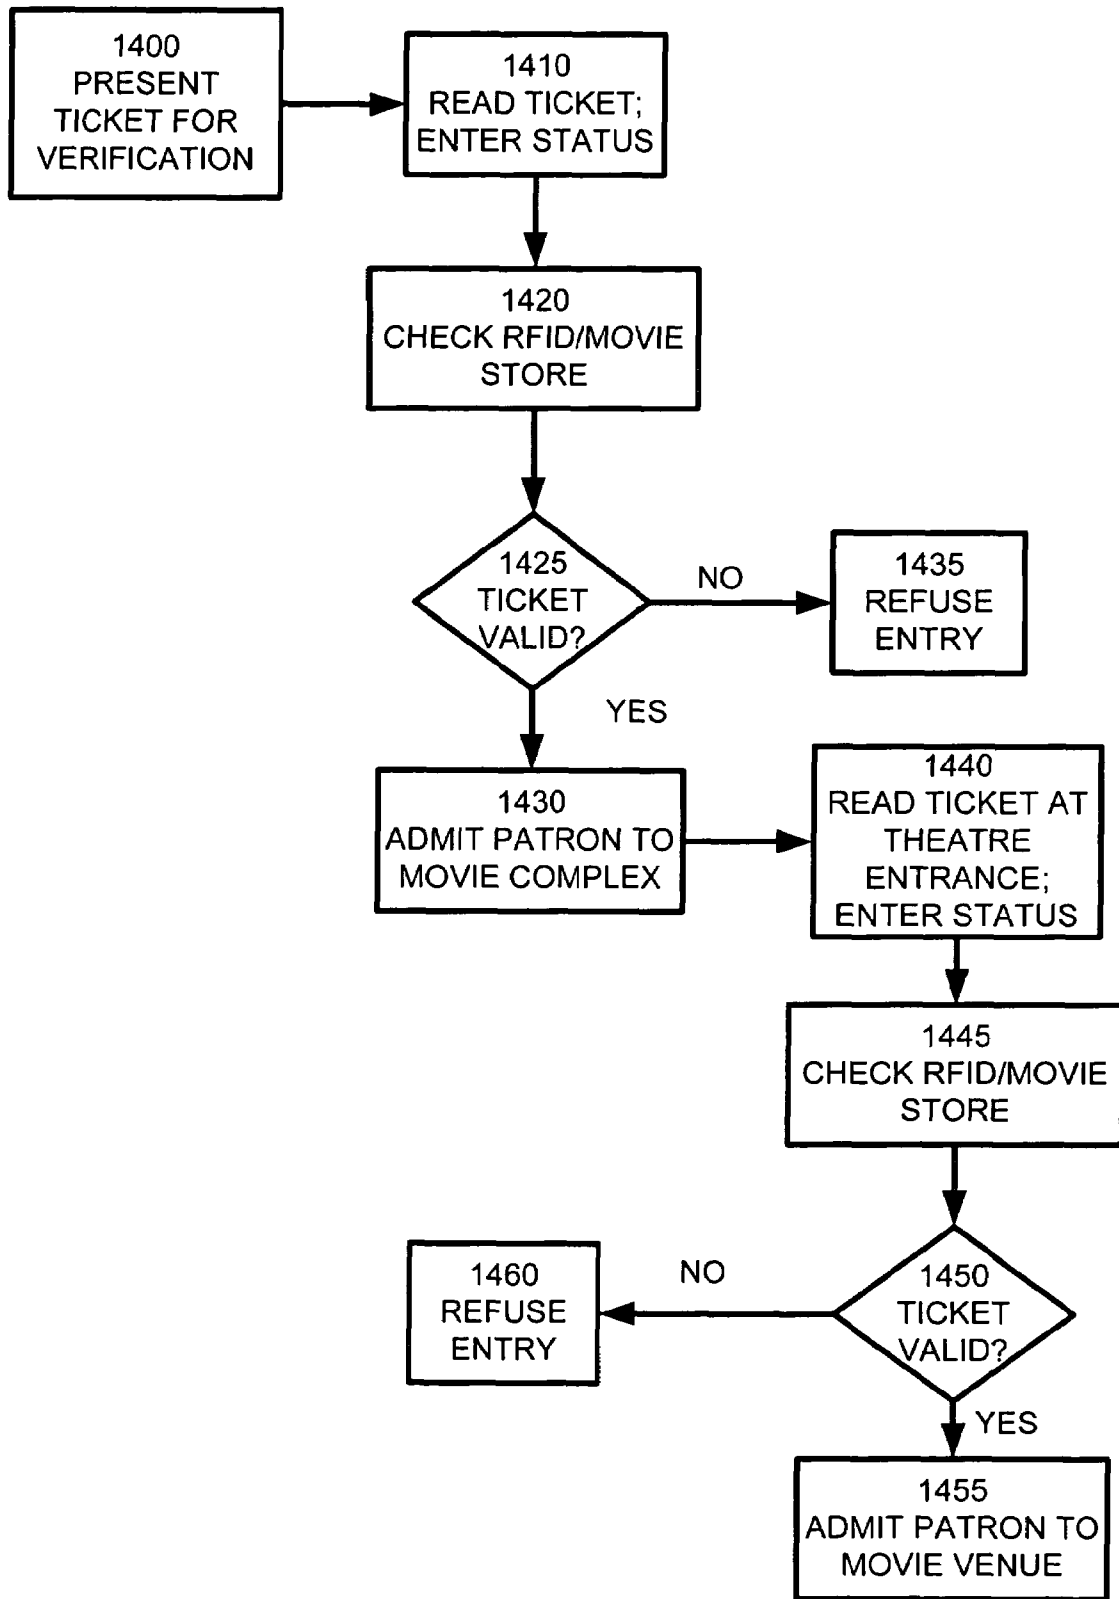 1400
PRESENT
TICKET FOR
VERIFICATION
1410
READ TICKET;
ENTER STATUS
1420
CHECK RFID/MOVIE
STORE
1425
TICKET
VALID?
NO
1435
REFUSE
ENTRY
YES
1430
ADMIT PATRON TO
MOVIE COMPLEX
1440
READ TICKET AT
THEATRE
ENTRANCE;
ENTER STATUS
1445
CHECK RFID/MOVIE
STORE
1450
TICKET
VALID?
NO
1460
REFUSE
ENTRY
YES
1455
ADMIT PATRON TO
MOVIE VENUE